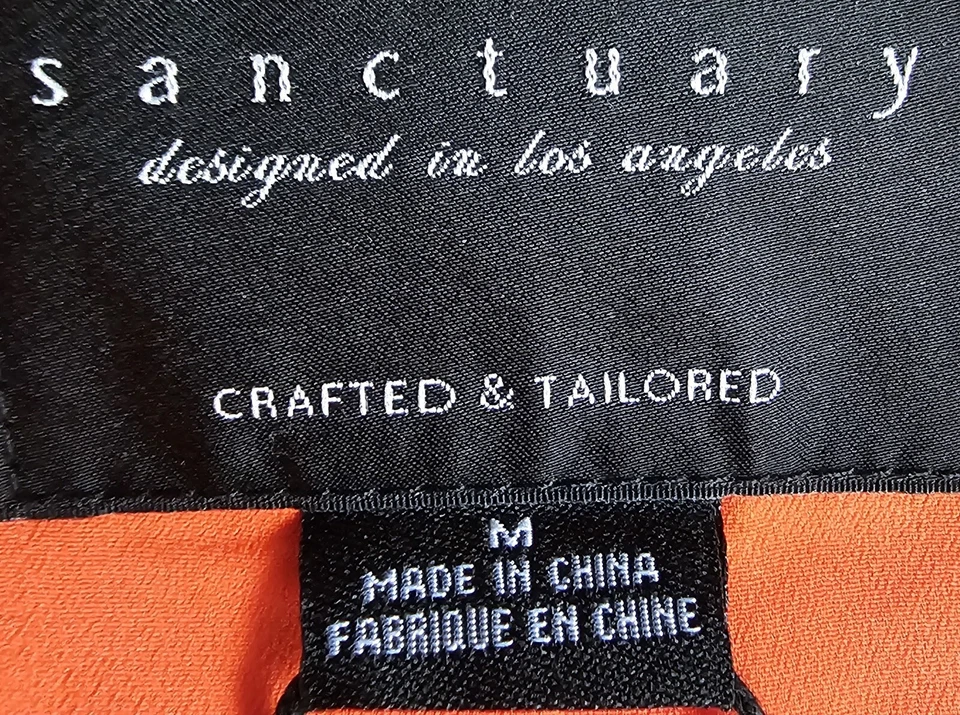 sanctuary
designed in los angeles
CRAFTED & TAILORED
M
MADE IN CHINA
FABRIQUE EN CHINE